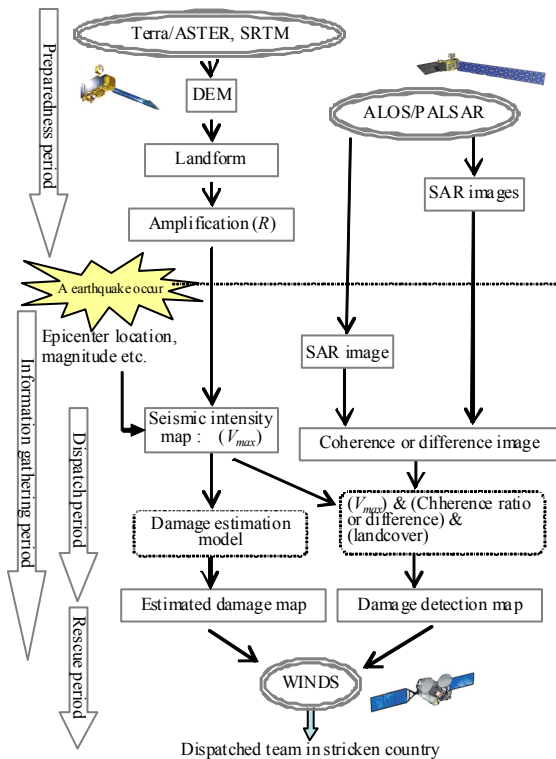 Terra/ASTER, SRTM
Preparedness period
DEM
ALOS/PALSAR
Landform
SAR images
Amplification (R)
A earthquake occur
Epicenter location,
magnitude etc.
SAR image
Information gathering period
Seismic intensity
map : (Vmax)
Dispatch period
Coherence or difference image
(Vmax) & (Chherence ratio
or difference) &
(landcover)
Damage estimation
model
Estimated damage map
Damage detection map
Rescue period
WINDS
Dispatched team in stricken country